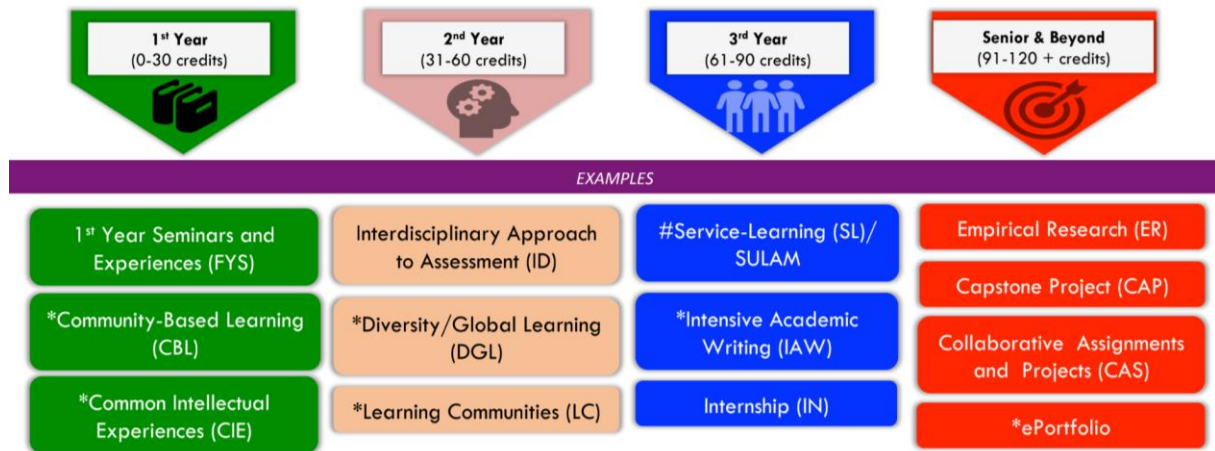 1st Year
(0-30 credits)
2nd Year
(31-60 credits)
3rd Year
(61-90 credits)
Senior & Beyond
(91-120 + credits)
EXAMPLES
1st Year Seminars and
Experiences (FYS)
*Community-Based Learning
(CBL)
*Common Intellectual
Experiences (CIE)
Interdisciplinary Approach
to Assessment (ID)
*Diversity/Global Learning
(DGL)
*Learning Communities (LC)
#Service-Learning (SL)/
SULAM
*Intensive Academic
Writing (IAW)
Internship (IN)
Empirical Research (ER)
Capstone Project (CAP)
Collaborative Assignments
and Projects (CAS)
*ePortfolio